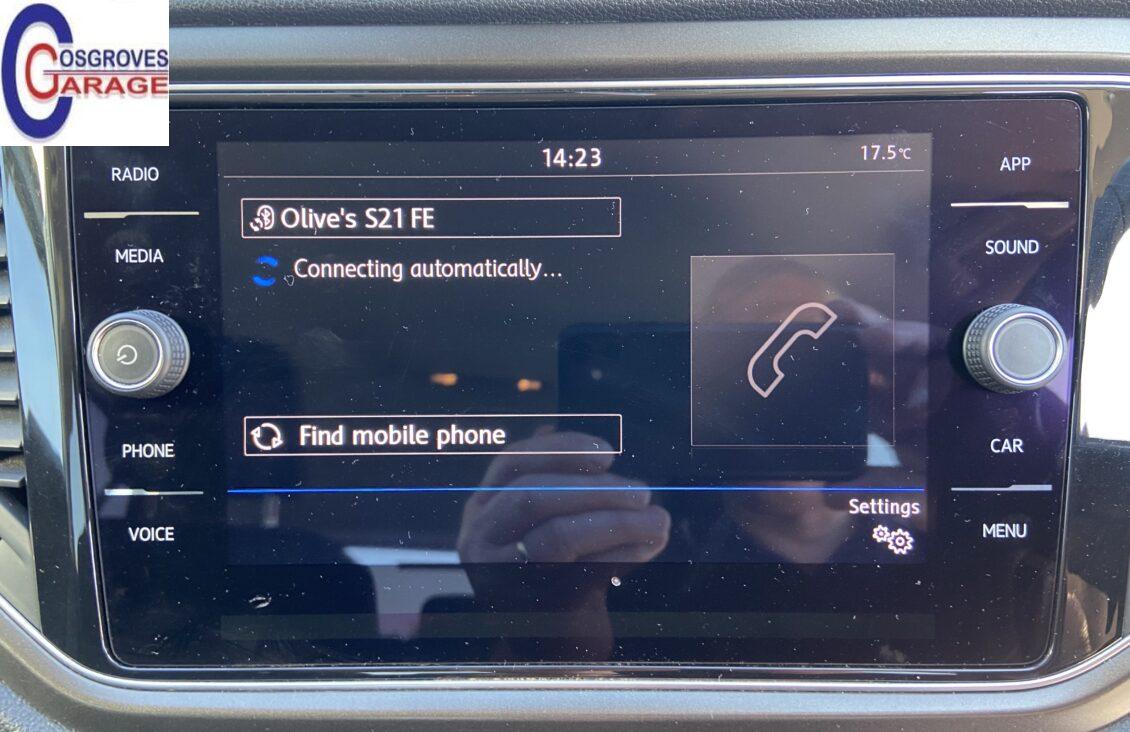 COSGROVES
GARAGE
RADIO
MEDIA
PHONE
VOICE
14:23
17.5°C
Olive's S21 FE
Connecting automatically...
Find mobile phone
Settings
APP
SOUND
CAR
MENU